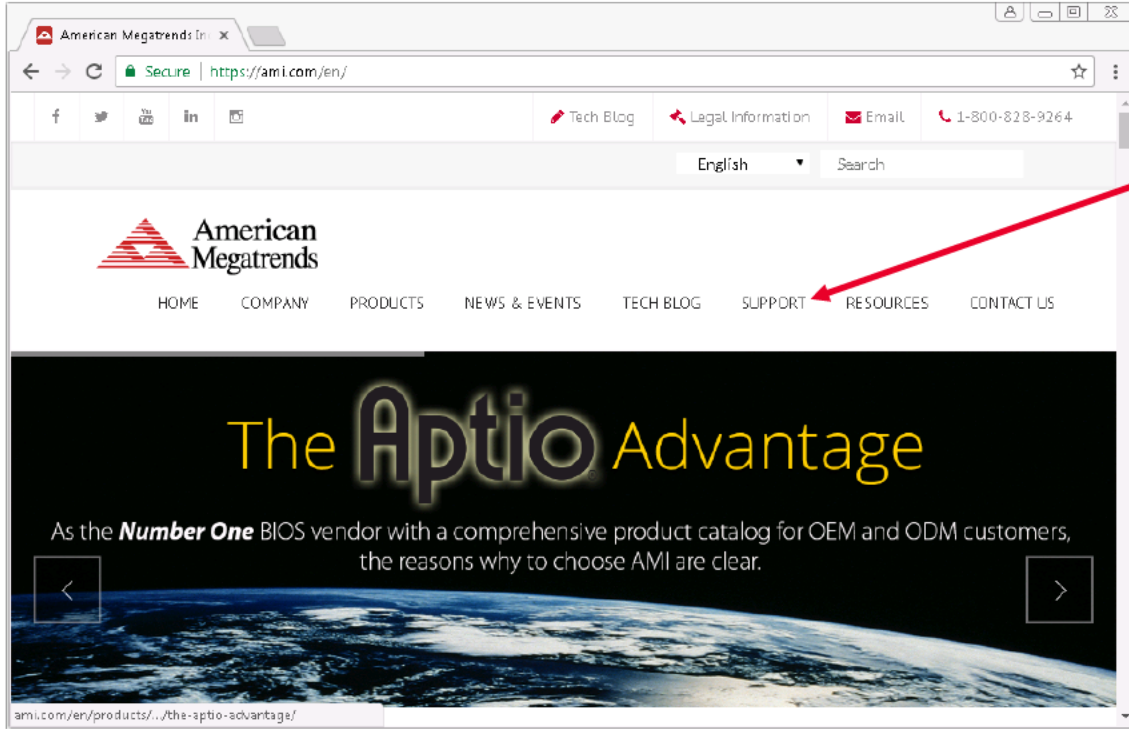 American Megatrends In
Secure | https://ami.com/en/
f You Tube in Tech Blog Legal Information Email 1-800-828-9264
English Search
American
Megatrends
HOME COMPANY PRODUCTS NEWS & EVENTS TECH BLOG SUPPORT RESOURCES CONTACT US
The Aptio® Advantage
As the Number One BIOS vendor with a comprehensive product catalog for OEM and ODM customers,
the reasons why to choose AMI are clear.
ami.com/en/products/.../the-aptio-advantage/